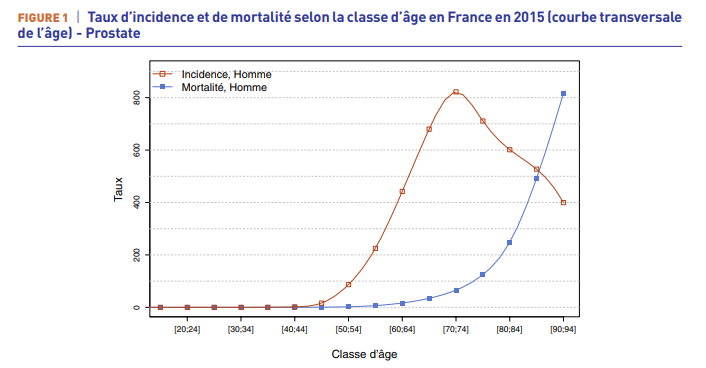 FIGURE 1 | Taux d’incidence et de mortalité selon la classe d’âge en France en 2015 (courbe transversale
de l’âge) - Prostate
Incidence, Homme
Mortalité, Homme
800
600
400
200
0
Taux
[20;24] [30;34] [40;44] [50;54] [60;64] [70;74] [80;84] [90;94]
Classe d’âge